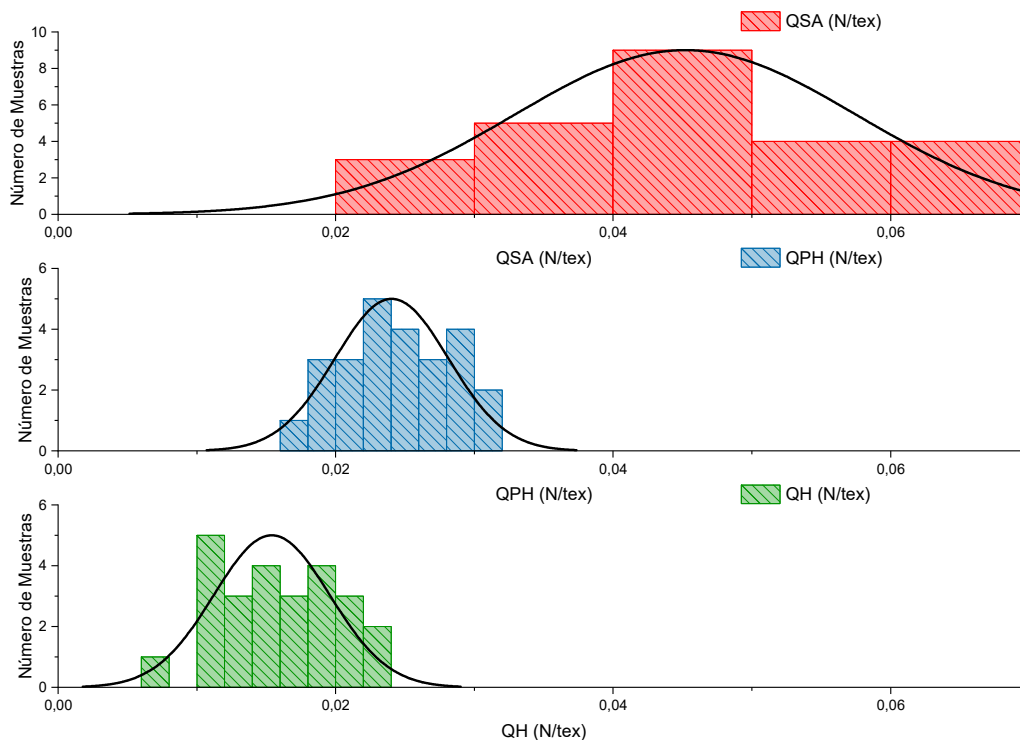 QSA (N/tex)
Número de Muestras
10
8
6
4
2
0
0,00
0,02
0,04
0,06
QSA (N/tex)
QPH (N/tex)
Número de Muestras
6
4
2
0
0,00
0,02
0,04
0,06
QPH (N/tex)
QH (N/tex)
Número de Muestras
6
4
2
0
0,00
0,02
0,04
0,06
QH (N/tex)